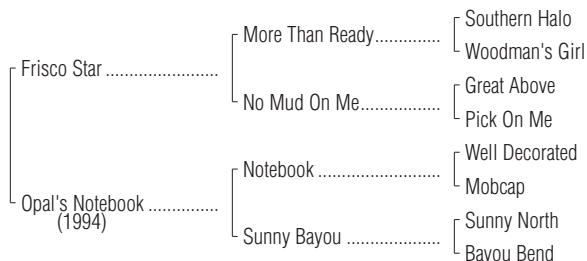 Southern Halo
More Than Ready..............
Woodman's Girl
Frisco Star ........................
Great Above
No Mud On Me.................
Pick On Me
Well Decorated
Notebook ..........................
Mobcap
Opal's Notebook ...............
(1994)
Sunny North
Sunny Bayou ....................
Bayou Bend